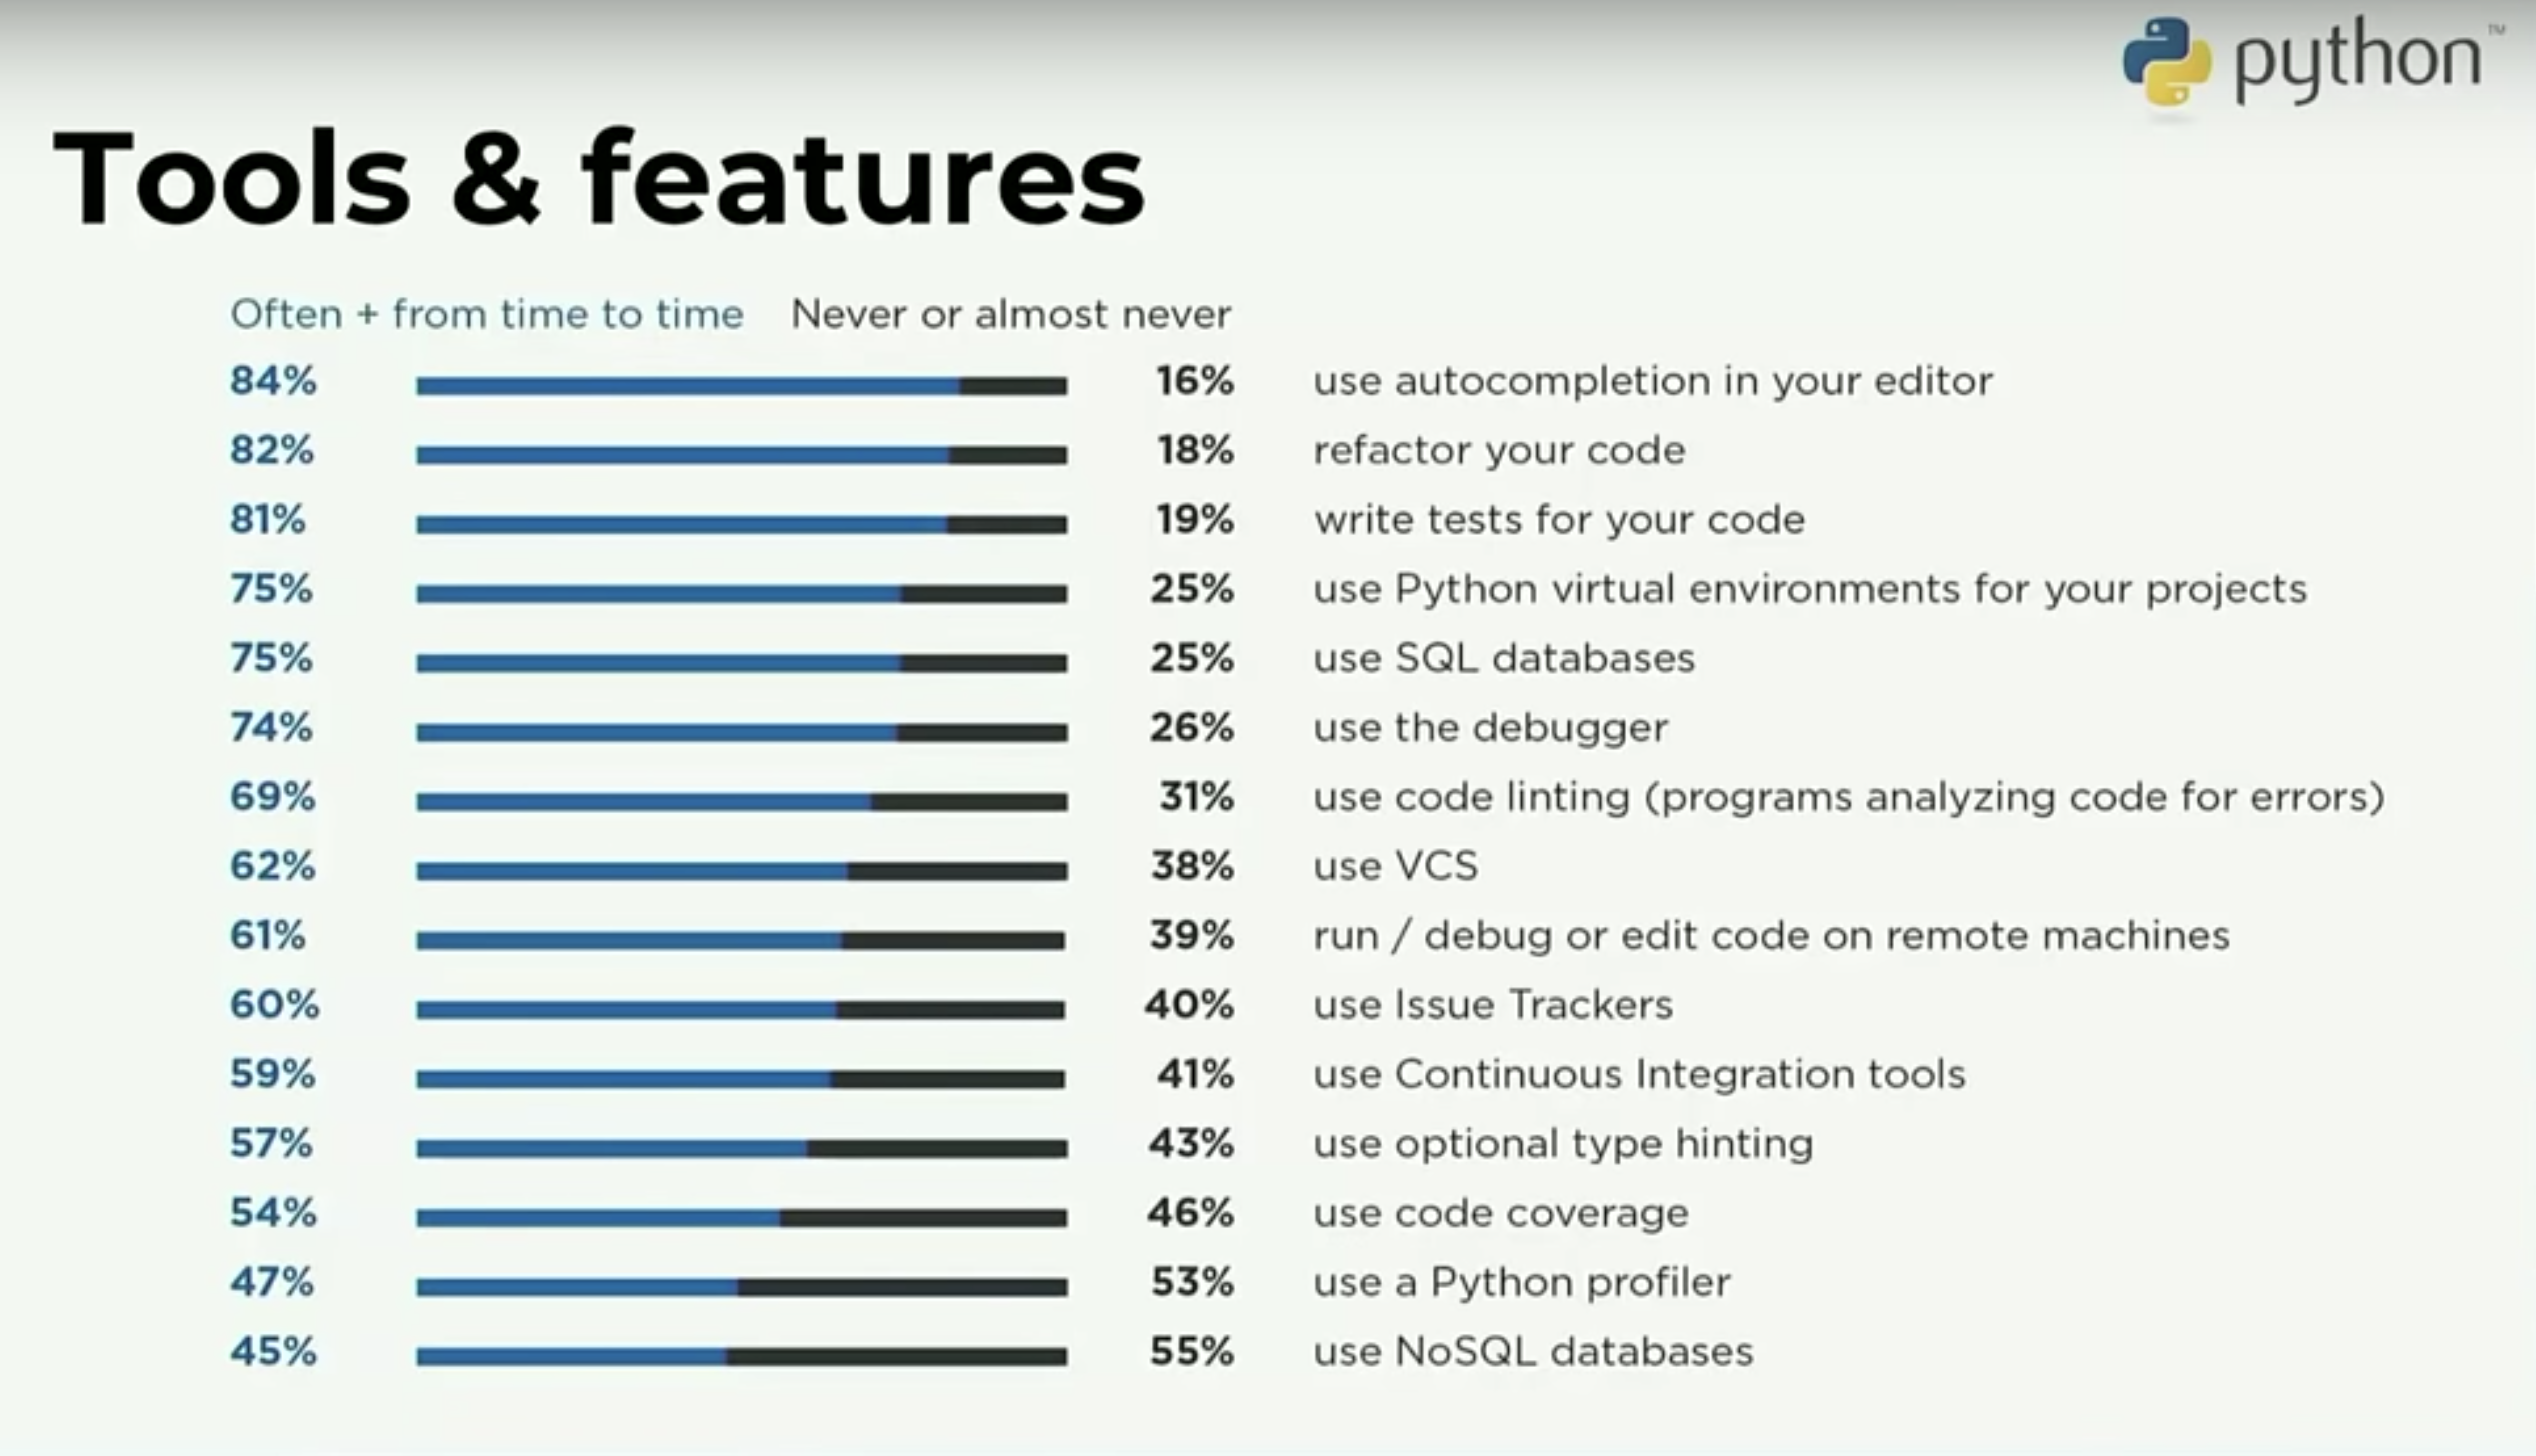 python™
Tools & features
Often + from time to time Never or almost never
84% 16% use autocompletion in your editor
82% 18% refactor your code
81% 19% write tests for your code
75% 25% use Python virtual environments for your projects
75% 25% use SQL databases
74% 26% use the debugger
69% 31% use code linting (programs analyzing code for errors)
62% 38% use VCS
61% 39% run / debug or edit code on remote machines
60% 40% use Issue Trackers
59% 41% use Continuous Integration tools
57% 43% use optional type hinting
54% 46% use code coverage
47% 53% use a Python profiler
45% 55% use NoSQL databases